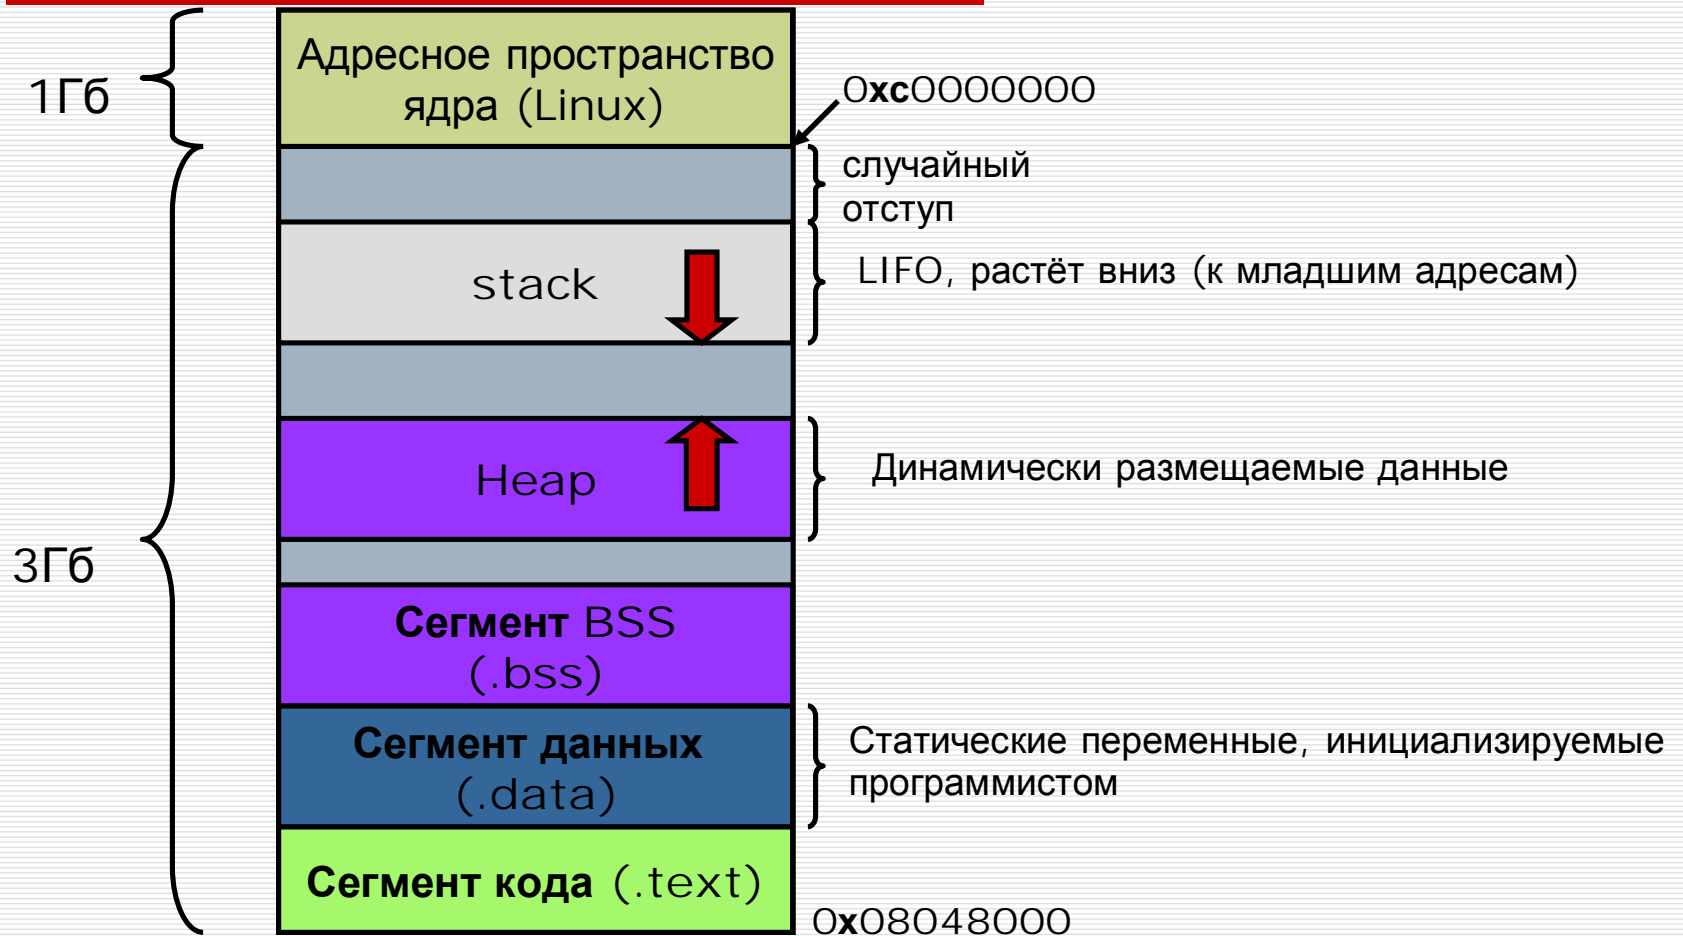 1Гб
Адресное пространство
ядра (Linux)
0xc0000000
случайный
отступ
stack
LIFO, растёт вниз (к младшим адресам)
Heap
Динамически размещаемые данные
3Гб
Сегмент BSS
(.bss)
Сегмент данных
(.data)
Статические переменные, инициализируемые
программистом
Сегмент кода (.text)
0x08048000